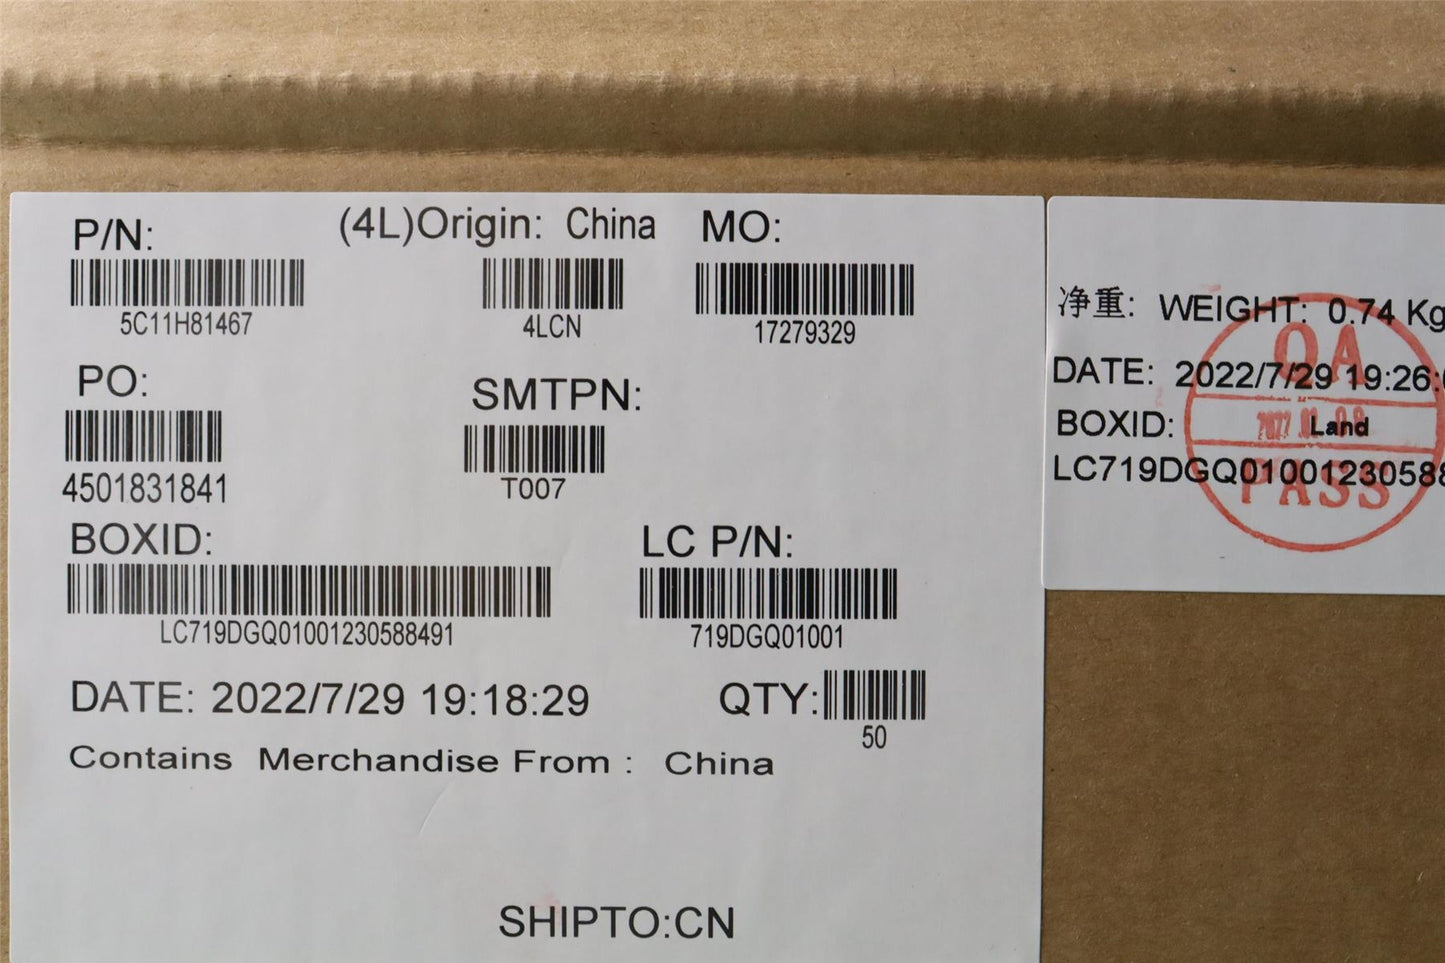 P/N:
(4L)Origin: China
MO:
5C11H81467
4LCN
17279329
PO:
SMTPN:
4501831841
T007
BOXID:
LC P/N:
LC719DGQ01001230588491
719DGQ01001
DATE: 2022/7/29 19:18:29
QTY:
50
Contains Merchandise From : China
SHIPTO:CN
净重: WEIGHT: 0.74 Kg
DATE: 2022/7/29 19:26:
BOXID: Land
LC719DGQ0100123058
QA
PASS